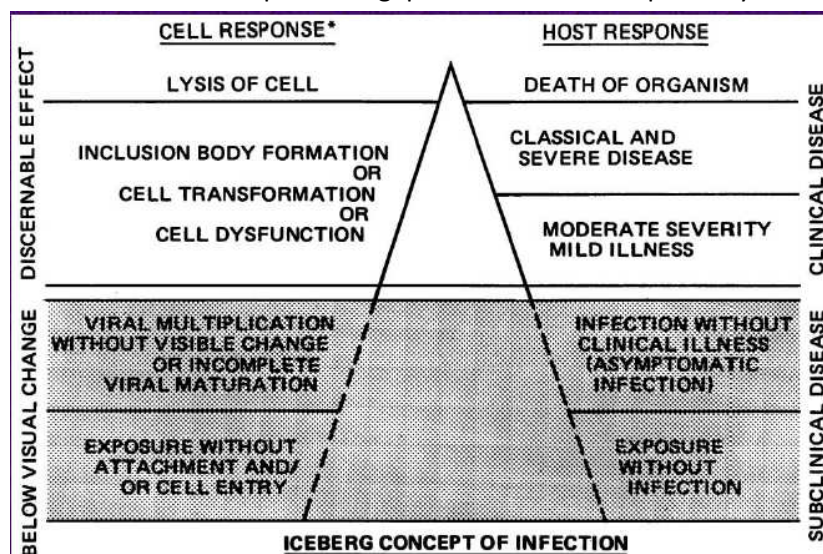 CELL RESPONSE*
HOST RESPONSE
LYSIS OF CELL
DEATH OF ORGANISM
DISCERNABLE EFFECT
INCLUSION BODY FORMATION
OR
CELL TRANSFORMATION
OR
CELL DYSFUNCTION
CLASSICAL AND
SEVERE DISEASE
MODERATE SEVERITY
MILD ILLNESS
CLINICAL DISEASE
BELOW VISUAL CHANGE
VIRAL MULTIPLICATION
WITHOUT VISIBLE CHANGE
OR INCOMPLETE
VIRAL MATURATION
INFECTION WITHOUT
CLINICAL ILLNESS
(ASYMPTOMATIC
INFECTION)
EXPOSURE WITHOUT
ATTACHMENT AND/
OR CELL ENTRY
EXPOSURE
WITHOUT
INFECTION
SUBCLINICAL DISEASE
ICEBERG CONCEPT OF INFECTION